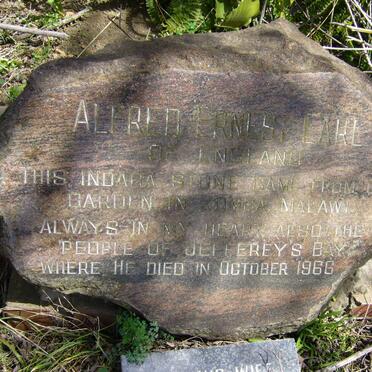 ALFRED ERNEST EARL
OF ENGLAND
THIS INDABA STONE CAME FROM
GARDEN IN ZOMBA MALAWI
ALWAYS IN MY HEART ALSO THE
PEOPLE OF JEFFEREYS BAY
WHERE HE DIED IN OCTOBER 1966